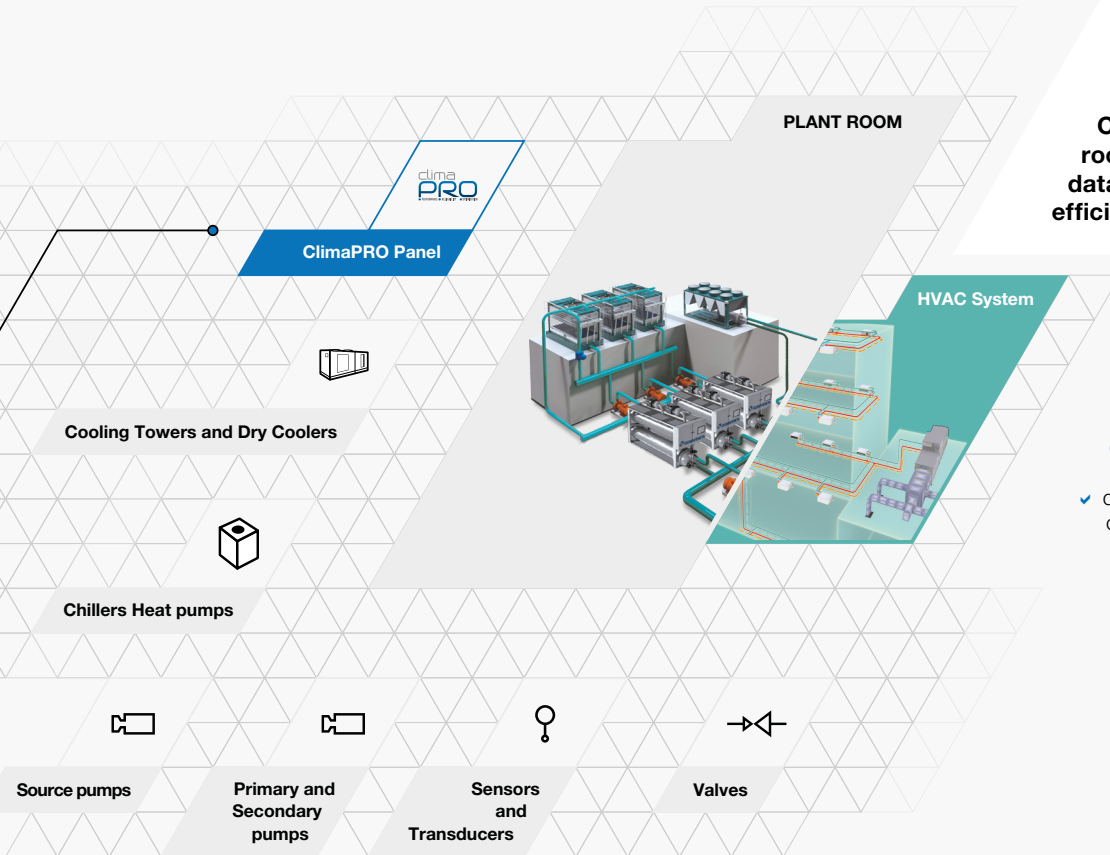 PLANT ROOM
clima
PRO
ClimaPRO Panel
HVAC System
Cooling Towers and Dry Coolers
Chillers Heat pumps
Source pumps
Primary and
Secondary
pumps
Sensors
and
Transducers
Valves